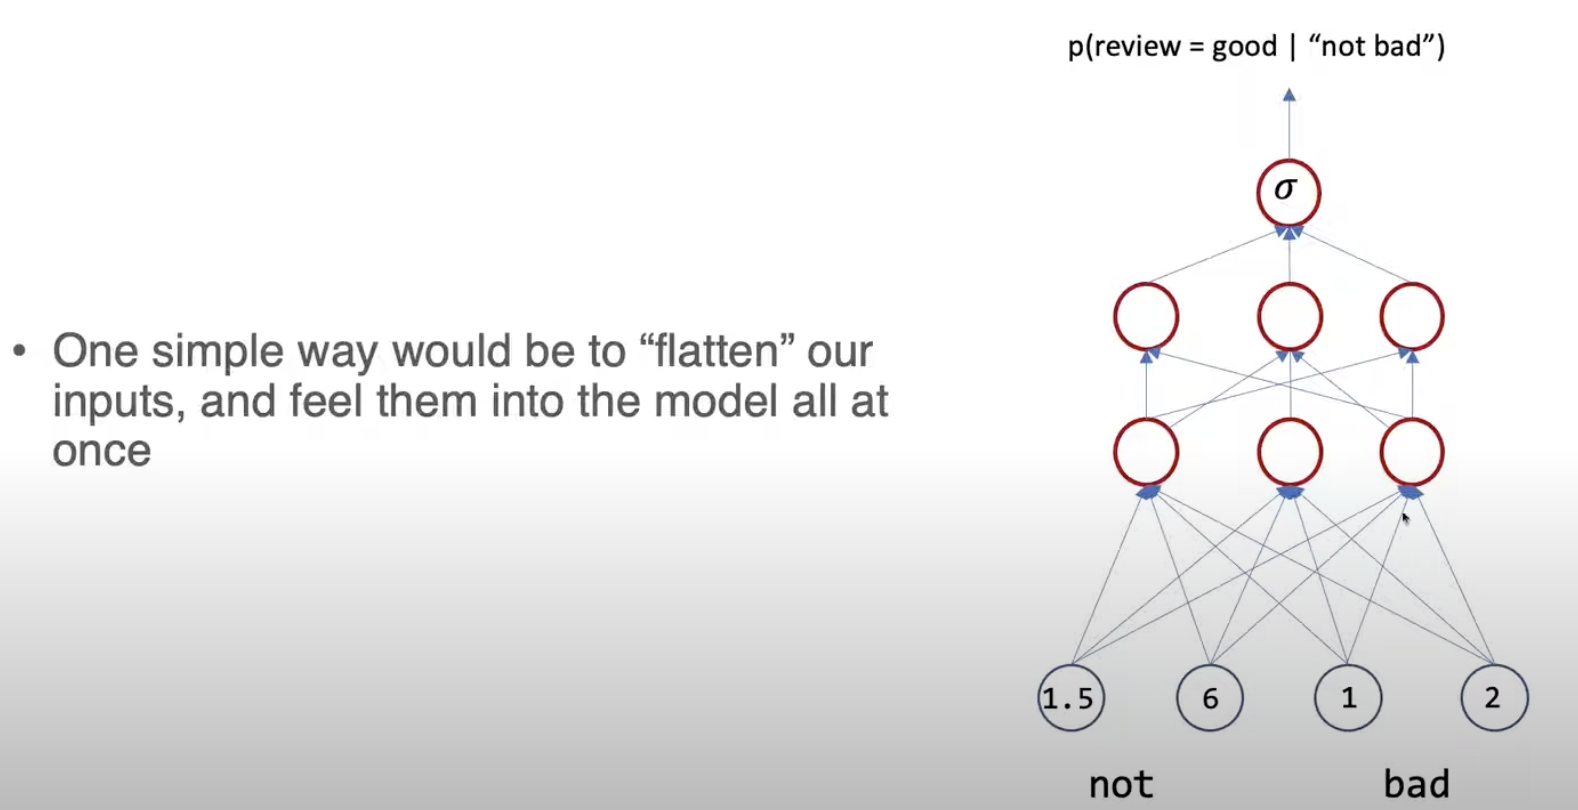 p(review = good | “not bad”)
σ
• One simple way would be to “flatten” our
inputs, and feel them into the model all at
once
1.5 6 1 2
not bad